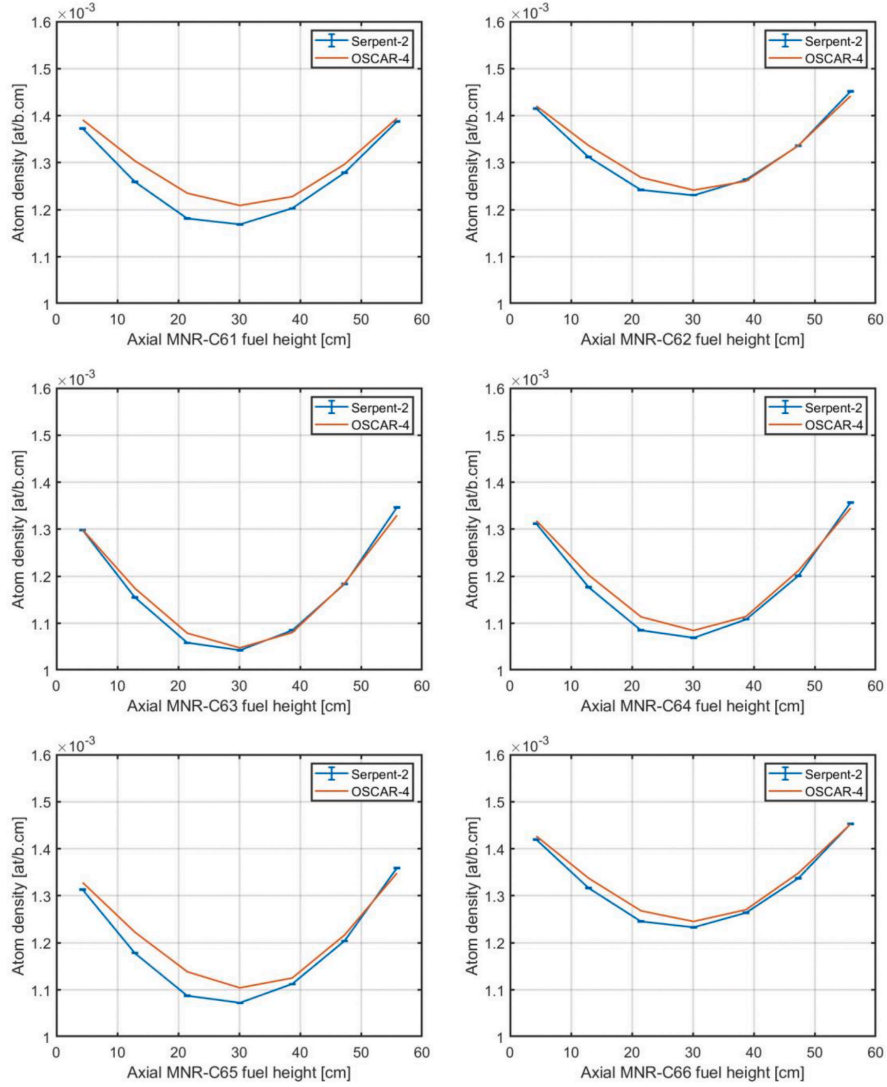 ×10⁻³
1.6
1.5
1.4
1.3
1.2
1.1
1
Atom density [at/b.cm]
Serpent-2
OSCAR-4
0 10 20 30 40 50 60
Axial MNR-C61 fuel height [cm]
×10⁻³
1.6
1.5
1.4
1.3
1.2
1.1
1
Atom density [at/b.cm]
Serpent-2
OSCAR-4
0 10 20 30 40 50 60
Axial MNR-C62 fuel height [cm]
×10⁻³
1.6
1.5
1.4
1.3
1.2
1.1
1
Atom density [at/b.cm]
Serpent-2
OSCAR-4
0 10 20 30 40 50 60
Axial MNR-C63 fuel height [cm]
×10⁻³
1.6
1.5
1.4
1.3
1.2
1.1
1
Atom density [at/b.cm]
Serpent-2
OSCAR-4
0 10 20 30 40 50 60
Axial MNR-C64 fuel height [cm]
×10⁻³
1.6
1.5
1.4
1.3
1.2
1.1
1
Atom density [at/b.cm]
Serpent-2
OSCAR-4
0 10 20 30 40 50 60
Axial MNR-C65 fuel height [cm]
×10⁻³
1.6
1.5
1.4
1.3
1.2
1.1
1
Atom density [at/b.cm]
Serpent-2
OSCAR-4
0 10 20 30 40 50 60
Axial MNR-C66 fuel height [cm]